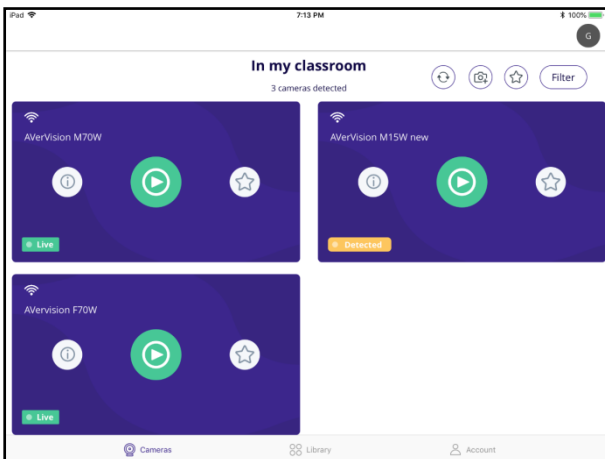 iPad 7:13 PM 100%
G
In my classroom
3 cameras detected
Filter
AVerVision M70W
Live
AVerVision M15W new
Detected
AVervision F70W
Live
Cameras Library Account